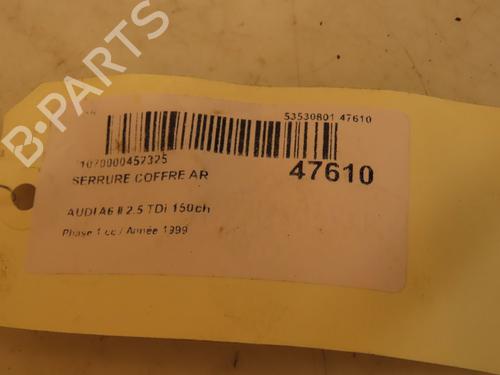 B-PARTS
53530801 47610
1070000457325
47610
SERRURE COFFRE AR
AUDI A6 II 2.5 TDi 150ch
Phase 1 cc / Année 1999